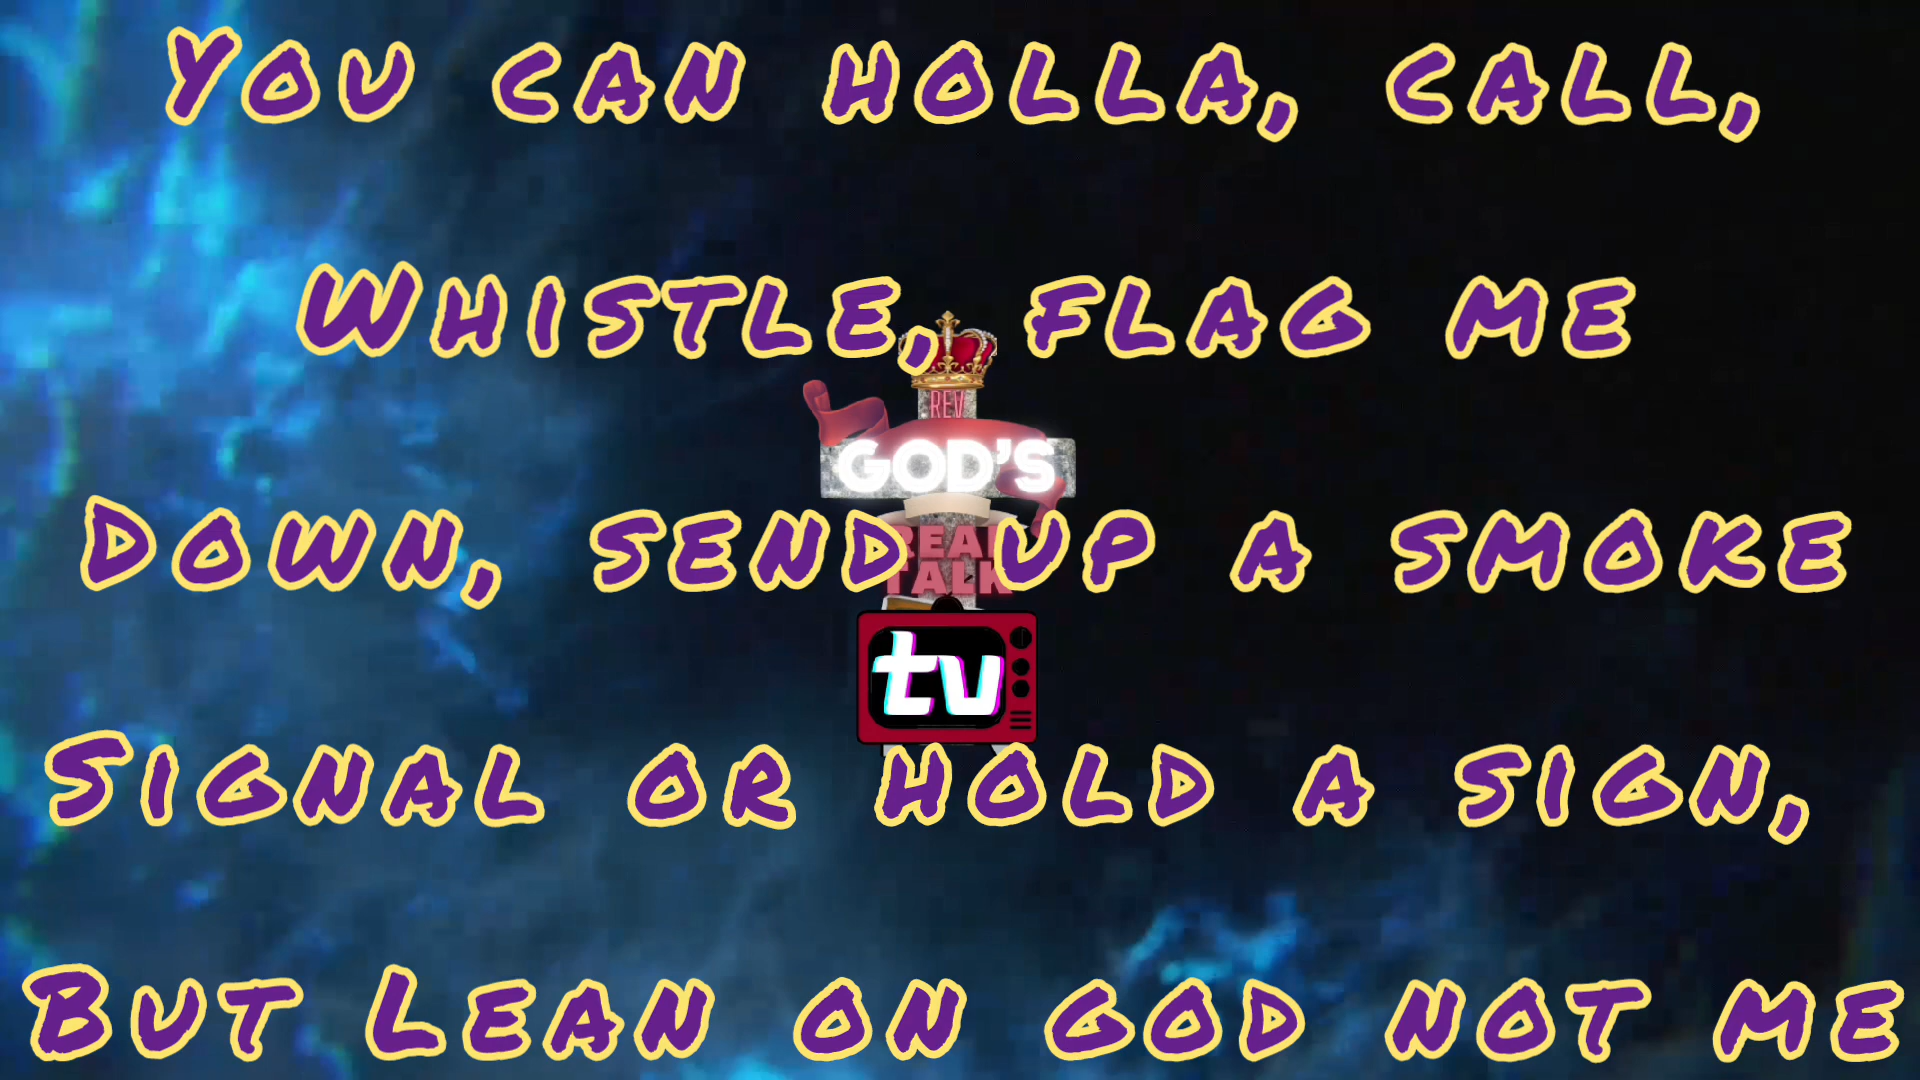 You can holla, call,
Whistle, flag me
REV
GOD'S
Down, send up a smoke
REAL
TALK
tv
Signal or hold a sign,
But Lean on god not me